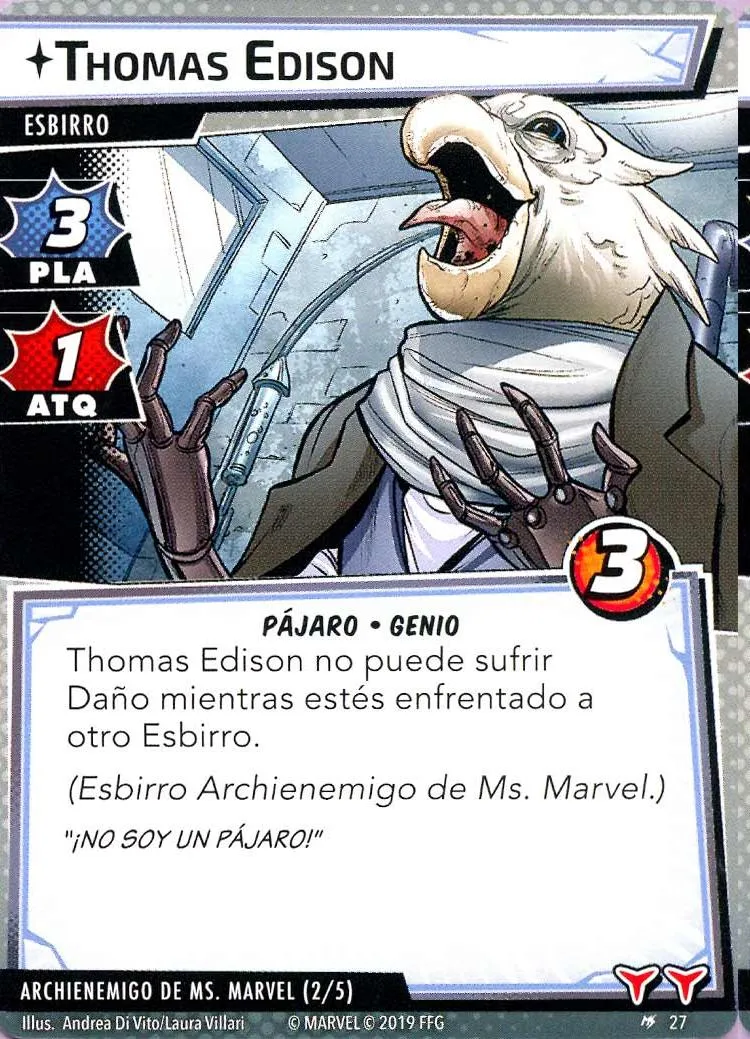 THOMAS EDISON
ESBIRRO
3
PLA
1
ATQ
3
PÁJARO • GENIO
Thomas Edison no puede sufrir
Daño mientras estés enfrentado a
otro Esbirro.
(Esbirro Archienemigo de Ms. Marvel.)
"¡NO SOY UN PÁJARO!"
ARCHIENEMIGO DE MS. MARVEL (2/5)
Illus. Andrea Di Vito/Laura Villari © MARVEL © 2019 FFG 27